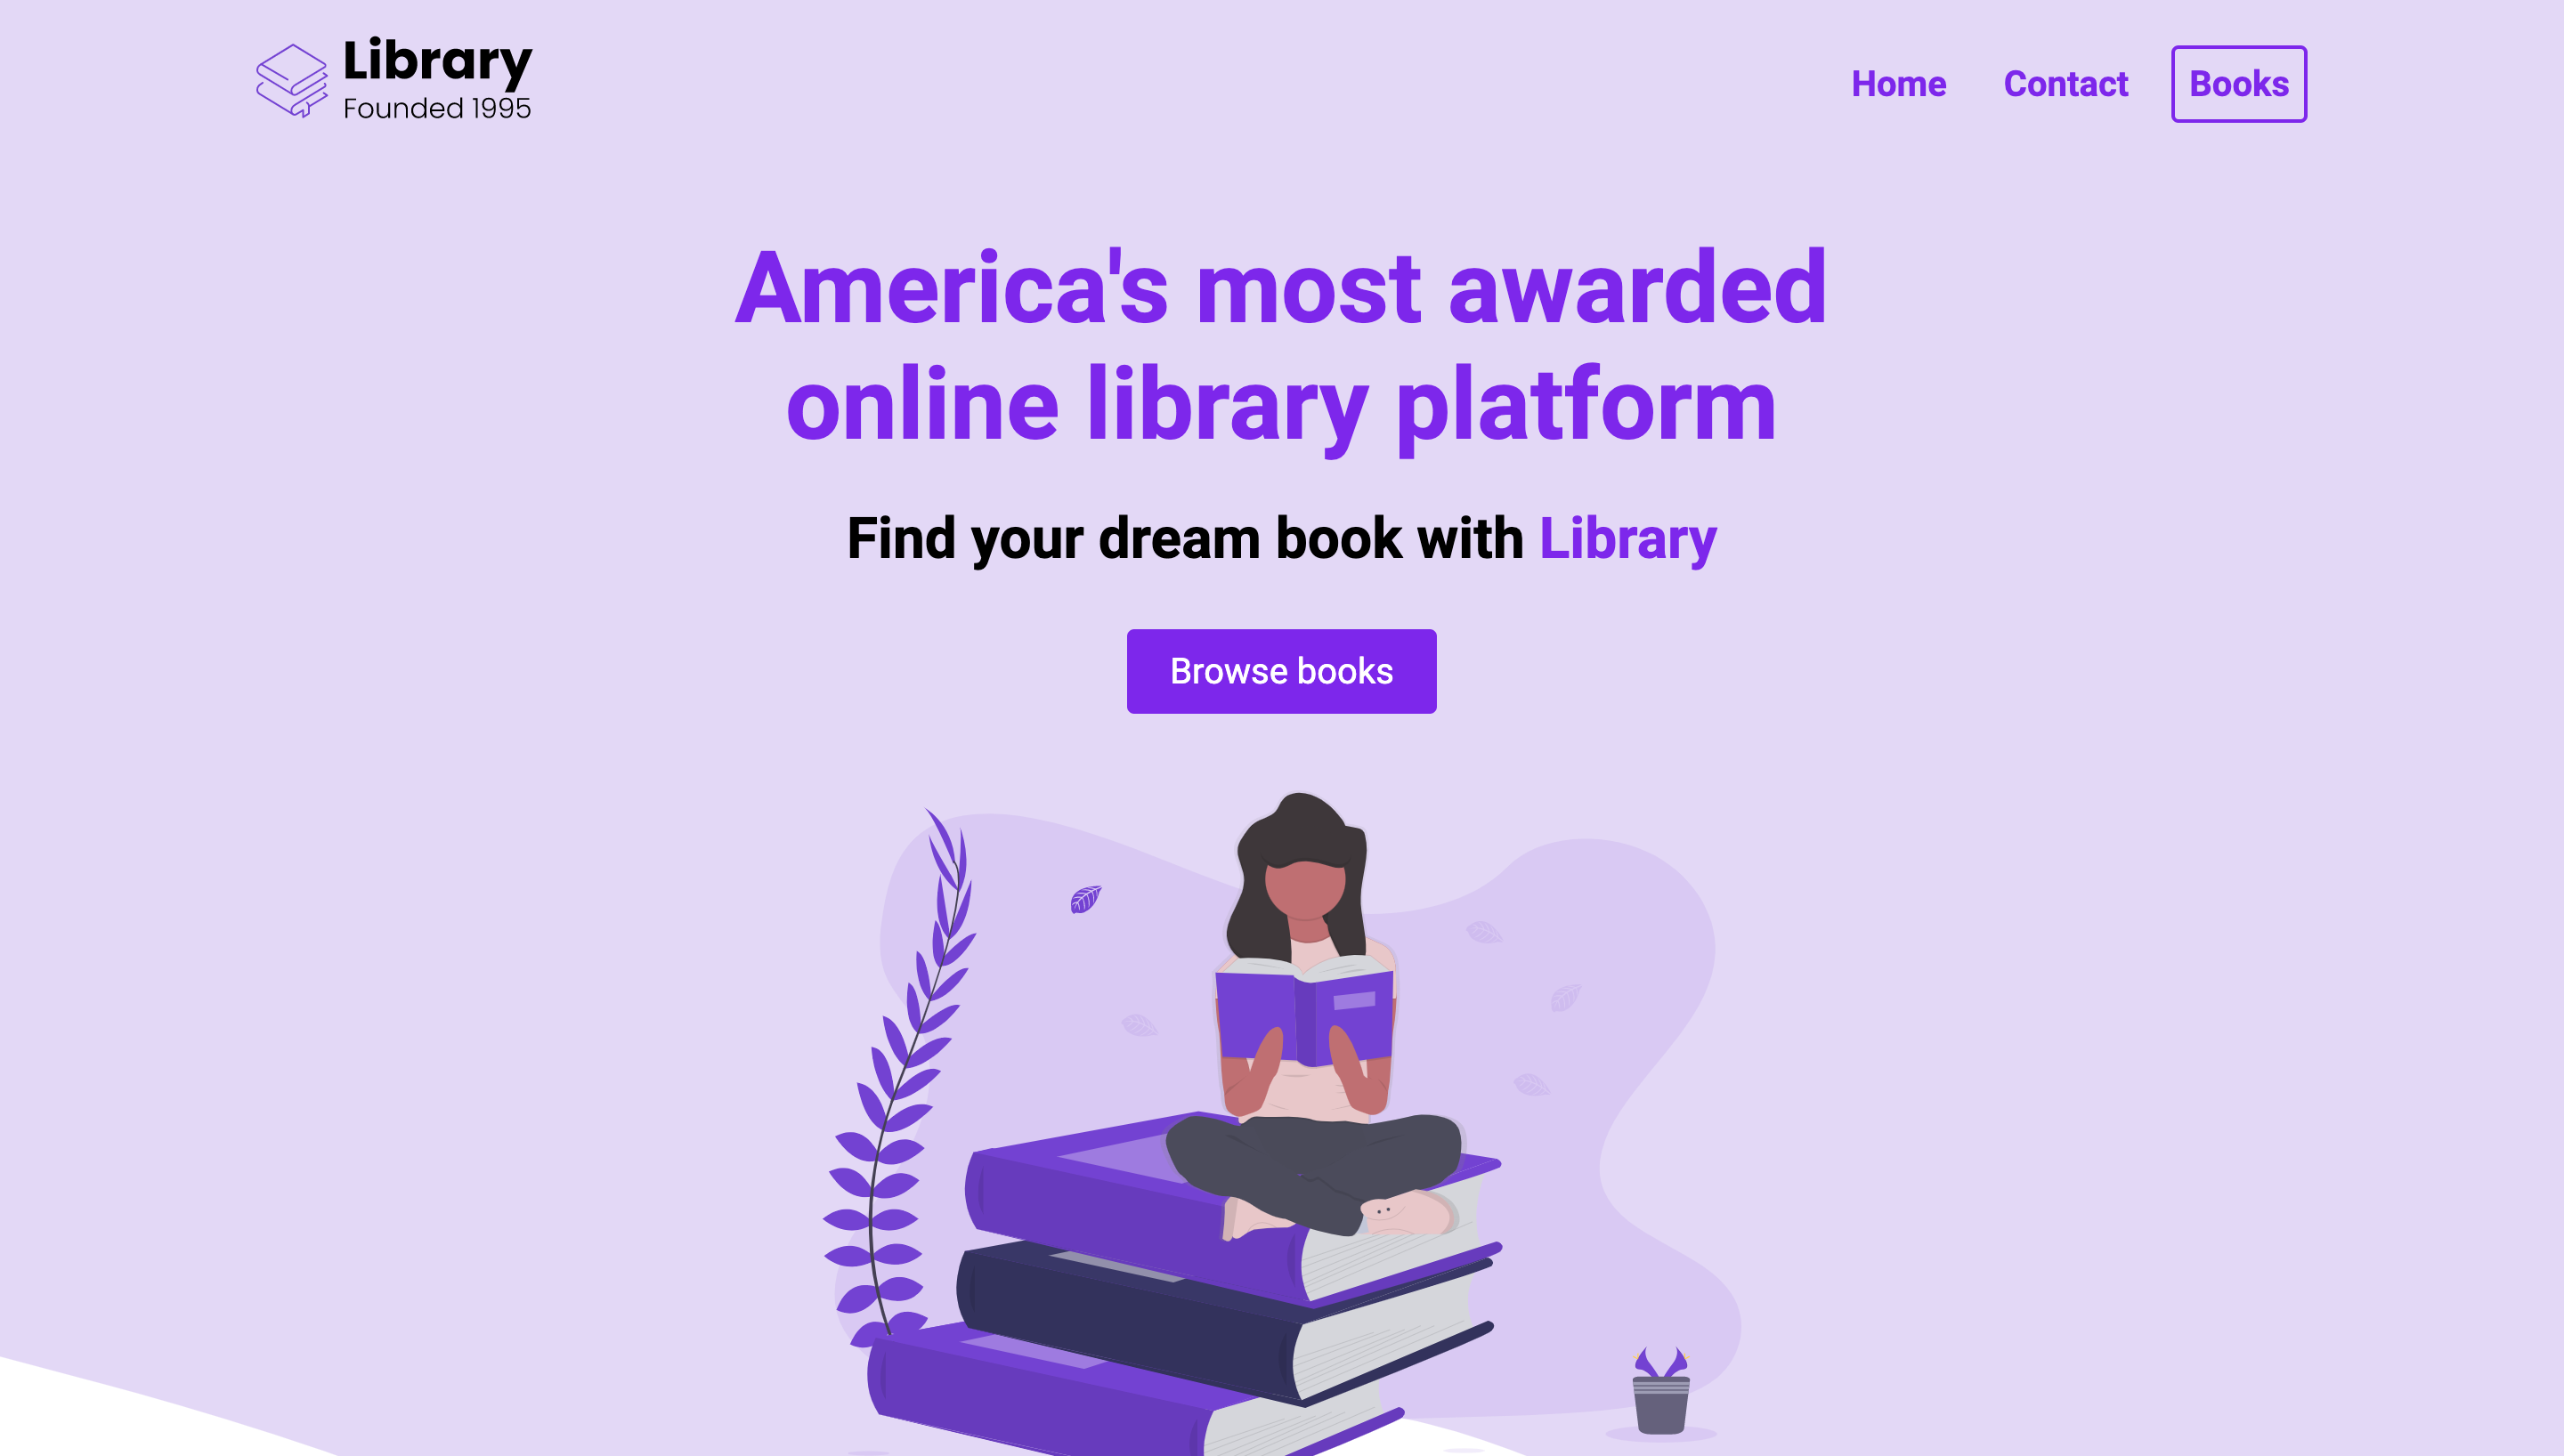 Library
Founded 1995
Home
Contact
Books
America's most awarded
online library platform
Find your dream book with Library
Browse books